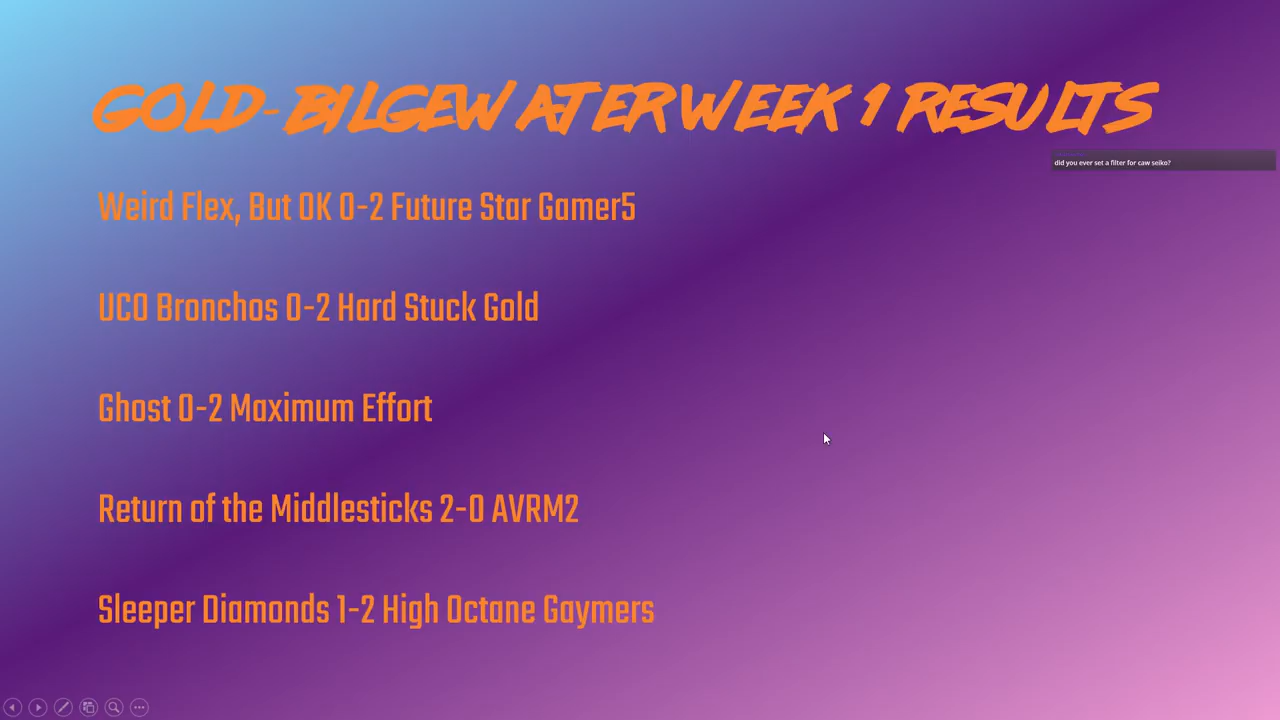 GOLD-BILGEWATER WEEK 1 RESULTS
did you ever set a filter for caw seiko?
Weird Flex, But OK 0-2 Future Star Gamer5
UCO Bronchos 0-2 Hard Stuck Gold
Ghost 0-2 Maximum Effort
Return of the Middlesticks 2-0 AVRM2
Sleeper Diamonds 1-2 High Octane Gaymers